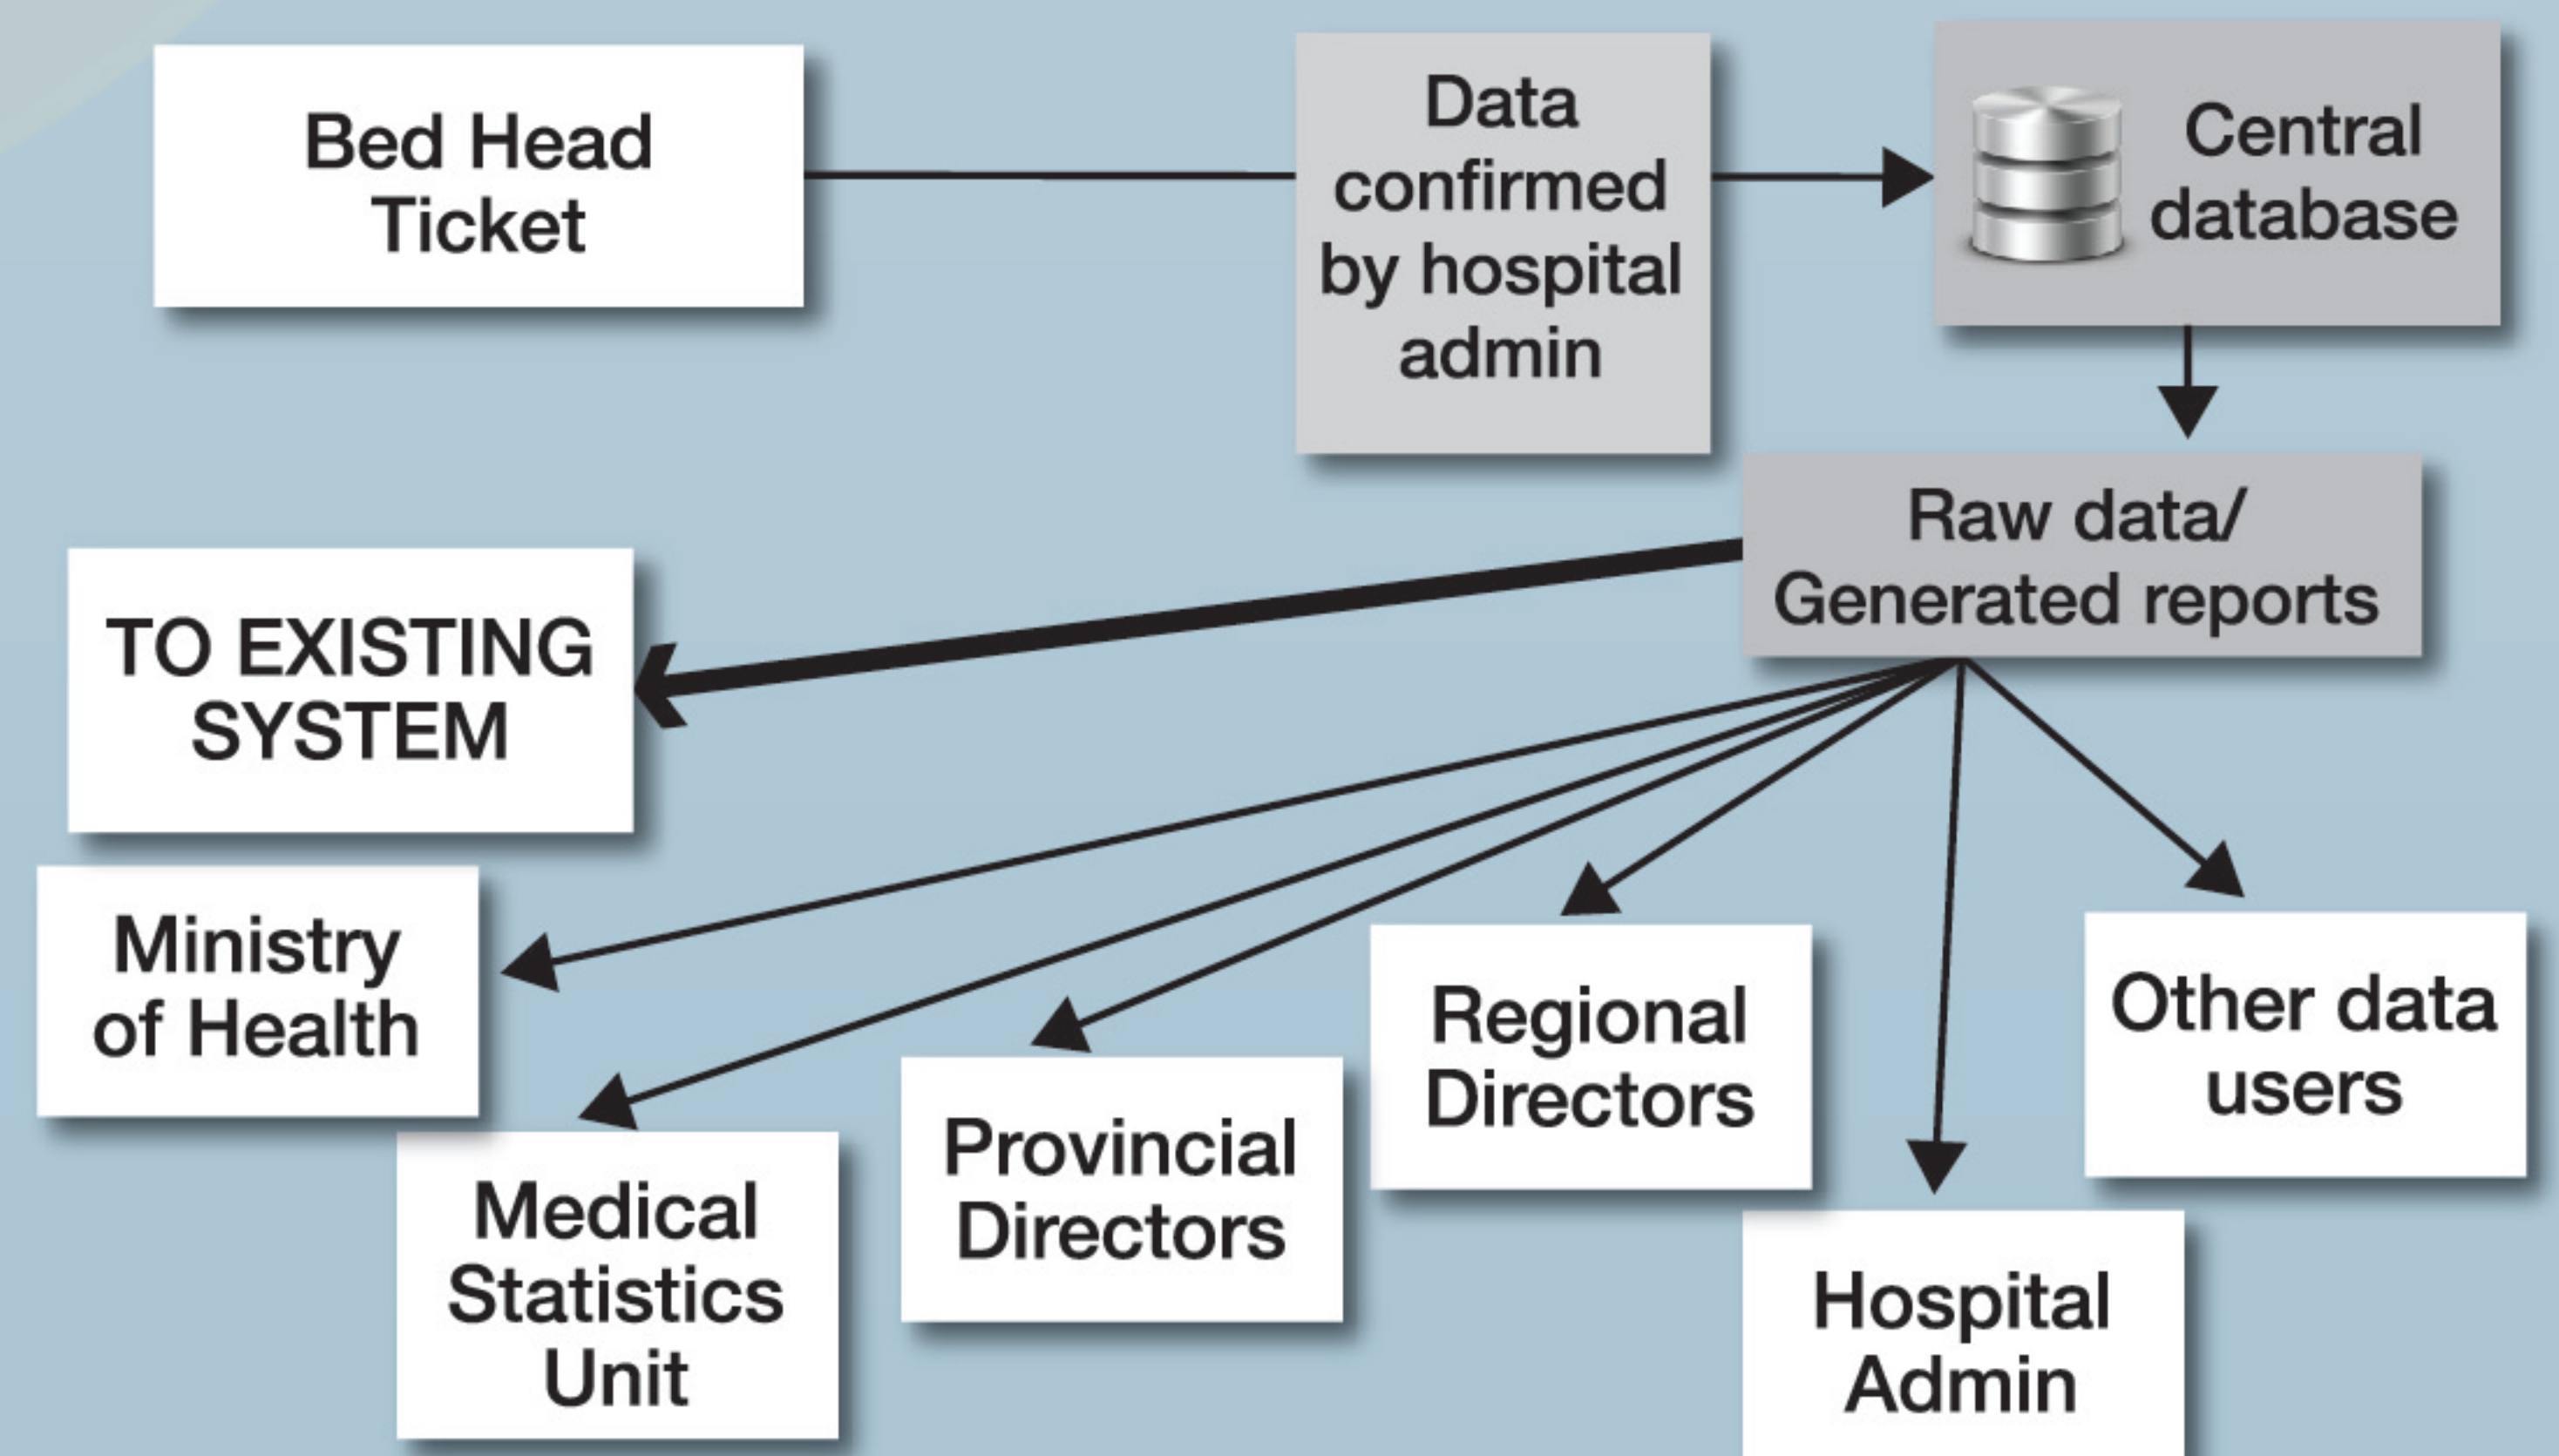 Bed Head
Ticket
Data
confirmed
by hospital
admin
Central
database
Raw data/
Generated reports
TO EXISTING
SYSTEM
Ministry
of Health
Medical
Statistics
Unit
Provincial
Directors
Regional
Directors
Hospital
Admin
Other data
users